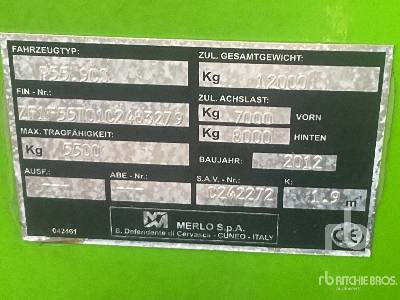 FAHRZEUGTYP:
P55.9CS
FIN - Nr.:
MAX. TRAGFÄHIGKEIT:
Kg 5500
AUSF.:
ABE - Nr.:
ZUL. GESAMTGEWICHT:
Kg 12000
ZUL. ACHSLAST:
Kg 7000 VORN
Kg 8000 HINTEN
BAUJAHR: 2012
S.A.V. - Nr.: C242272
K: 1.9 m
042461
MERLO S.p.A.
S. Defendente di Cervasca - CUNEO - ITALY
CE
RITCHIE BROS